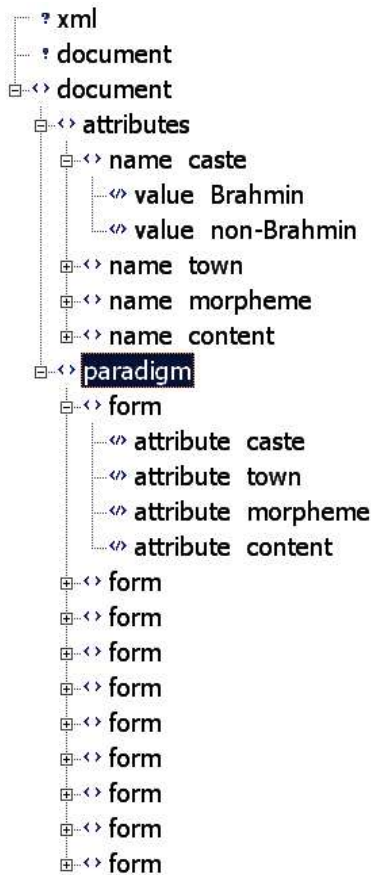 xml
document
document
attributes
name caste
value Brahmin
value non-Brahmin
name town
name morpheme
name content
paradigm
form
attribute caste
attribute town
attribute morpheme
attribute content
form
form
form
form
form
form
form
form
form